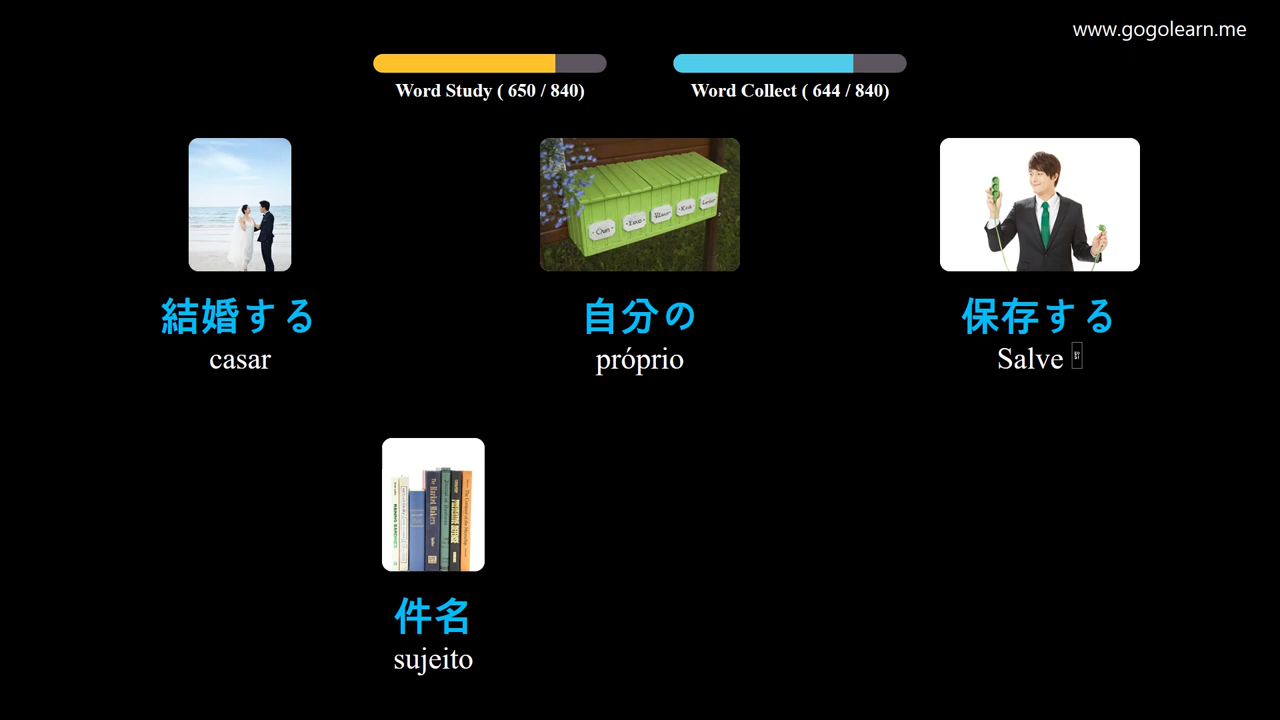 www.gogolearn.me
Word Study ( 650 / 840)
Word Collect ( 644 / 840)
結婚する
casar
自分の
próprio
保存する
Salve
件名
sujeito